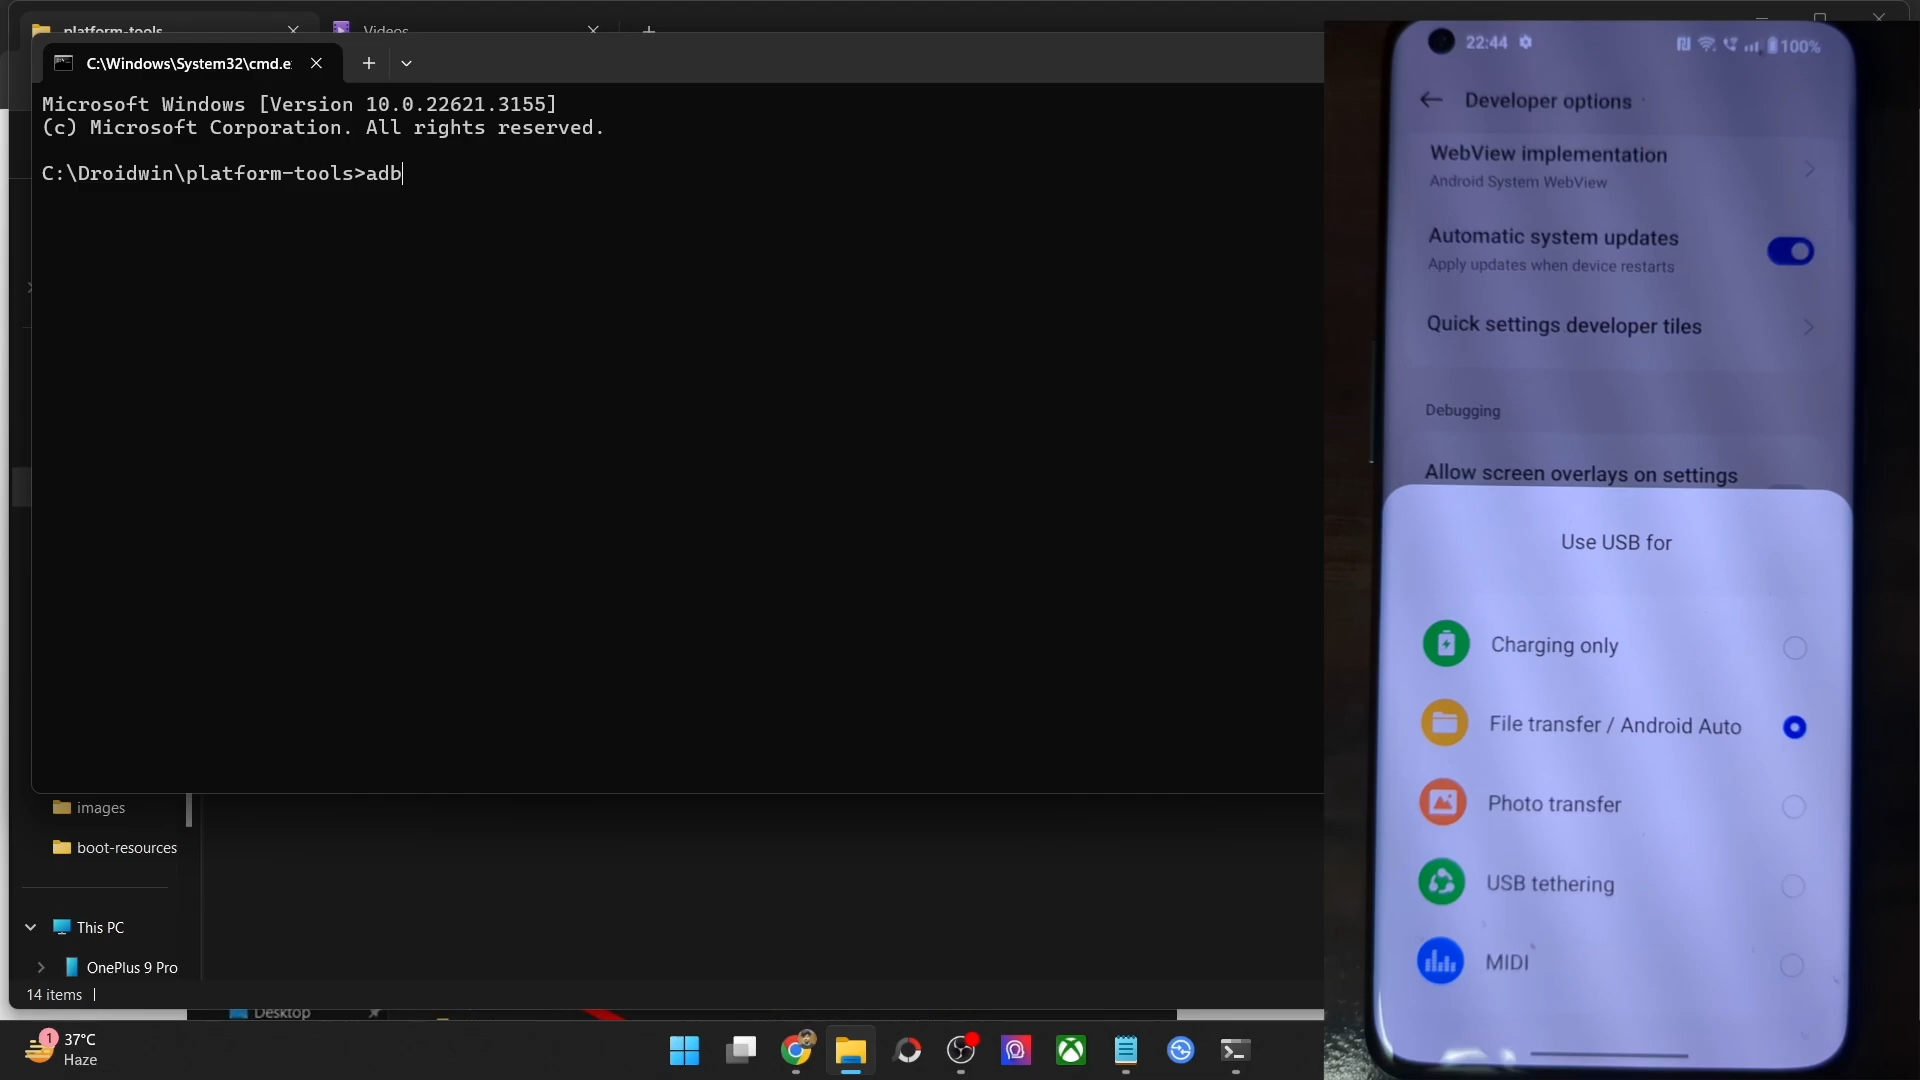 platform-tools
Videos
C:\Windows\System32\cmd.e
Microsoft Windows [Version 10.0.22621.3155]
(c) Microsoft Corporation. All rights reserved.
C:\Droidwin\platform-tools>adb
images
boot-resources
This PC
OnePlus 9 Pro
14 items
Desktop
1
37°C
Haze
22:44
100%
Developer options
WebView implementation
Android System WebView
Automatic system updates
Apply updates when device restarts
Quick settings developer tiles
Debugging
Allow screen overlays on settings
Use USB for
Charging only
File transfer / Android Auto
Photo transfer
USB tethering
MIDI